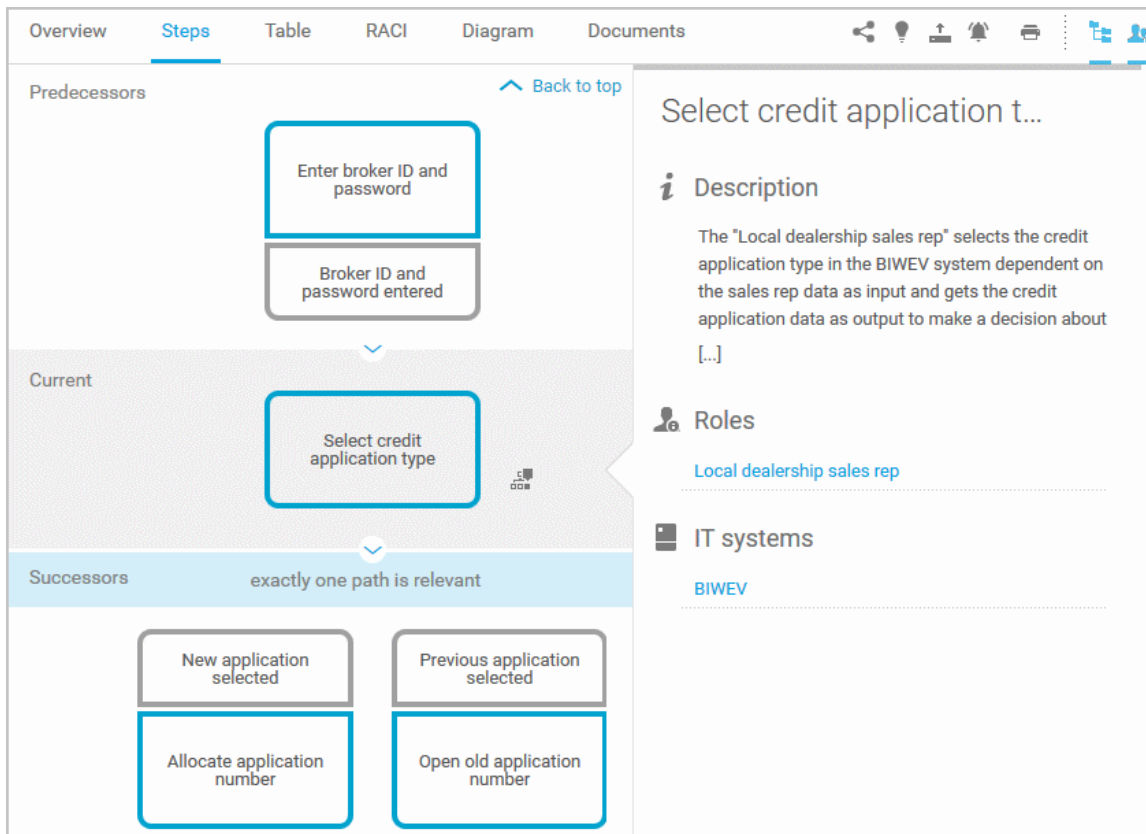 Overview Steps Table RACI Diagram Documents
Predecessors
Back to top
Enter broker ID and
password
Broker ID and
password entered
Current
Select credit
application type
Successors
exactly one path is relevant
New application
selected
Previous application
selected
Allocate application
number
Open old application
number
Select credit application t...
Description
The "Local dealership sales rep" selects the credit
application type in the BIWEV system dependent on
the sales rep data as input and gets the credit
application data as output to make a decision about
[...]
Roles
Local dealership sales rep
IT systems
BIWEV